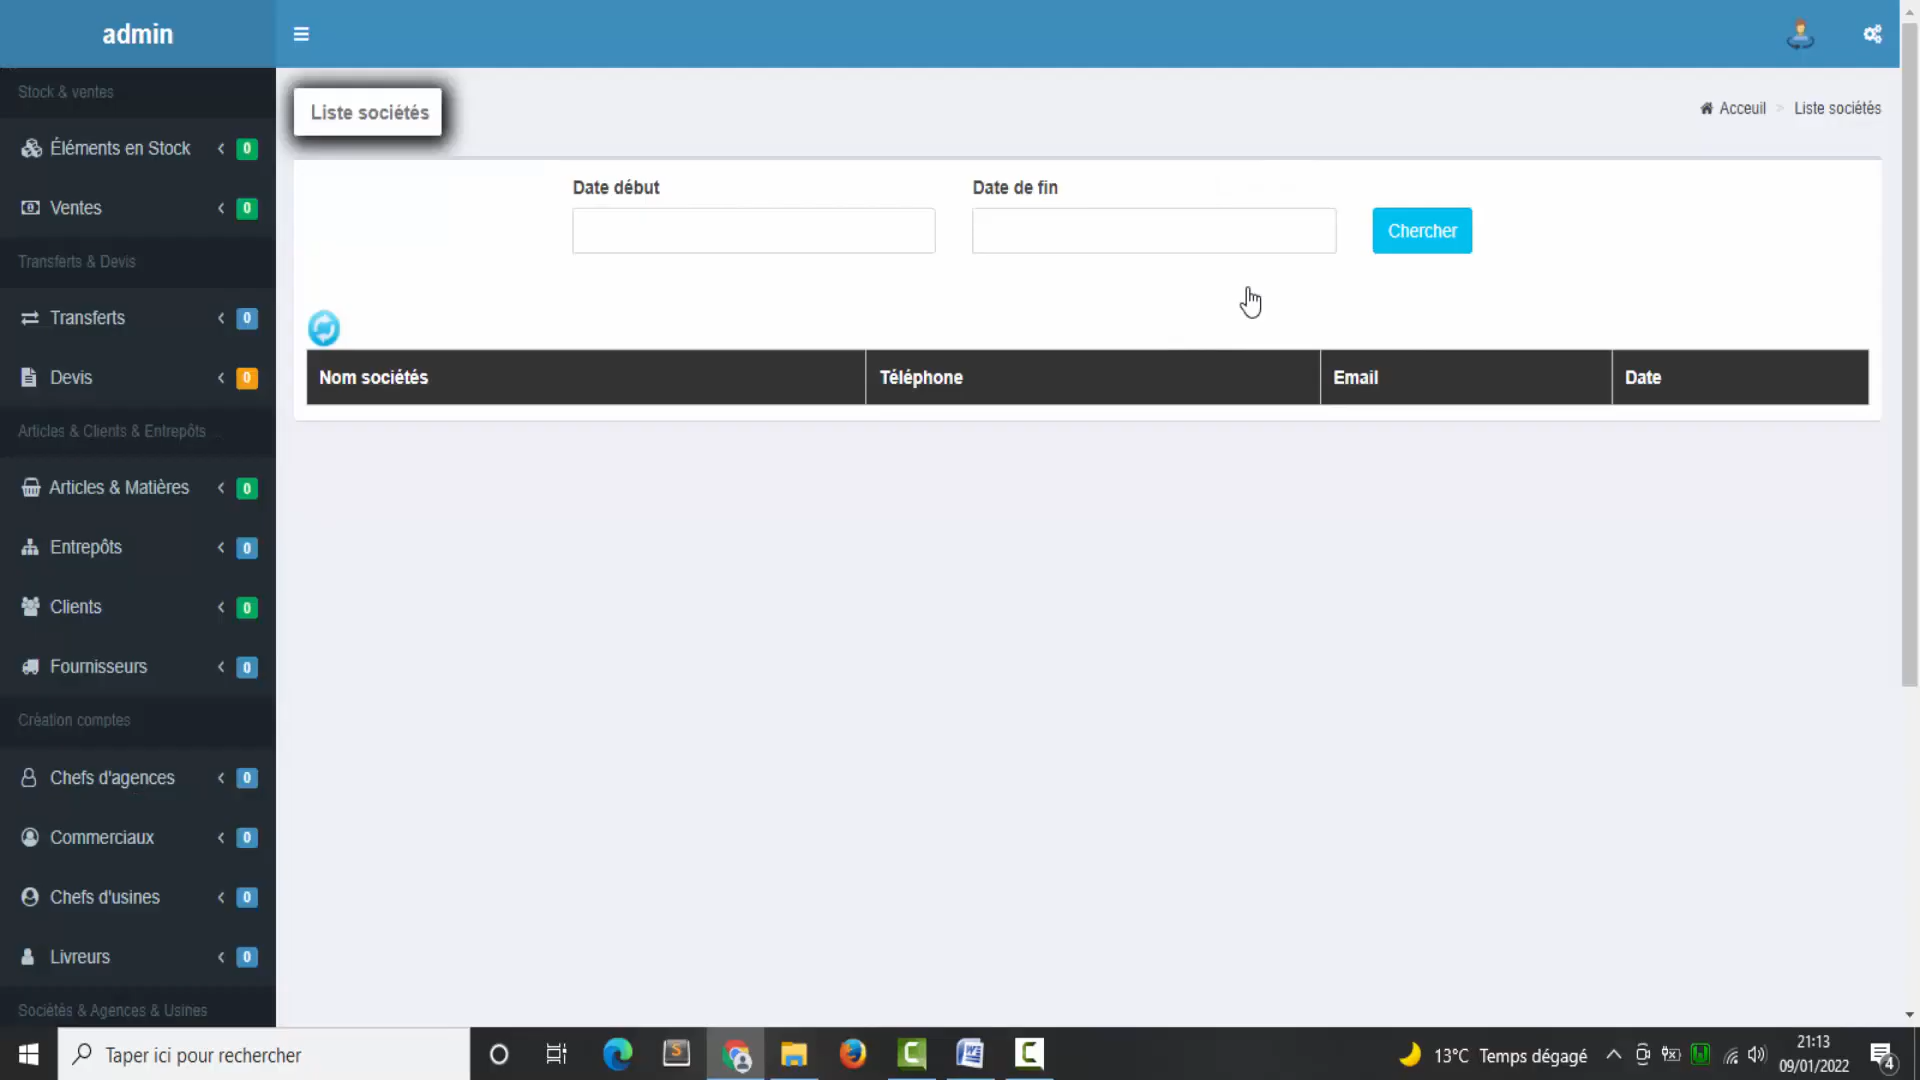 admin
Stock & ventes
Éléments en Stock 0
Ventes 0
Transferts & Devis
Transferts 0
Devis 0
Articles & Clients & Entrepôts ...
Articles & Matières 0
Entrepôts 0
Clients 0
Fournisseurs 0
Création comptes
Chefs d'agences 0
Commerciaux 0
Chefs d'usines 0
Livreurs 0
Sociétés & Agences & Usines
Liste sociétés
Acceuil > Liste sociétés
Date début
Date de fin
Chercher
Nom sociétés Téléphone Email Date
Taper ici pour rechercher
13°C Temps dégagé
21:13
09/01/2022
4